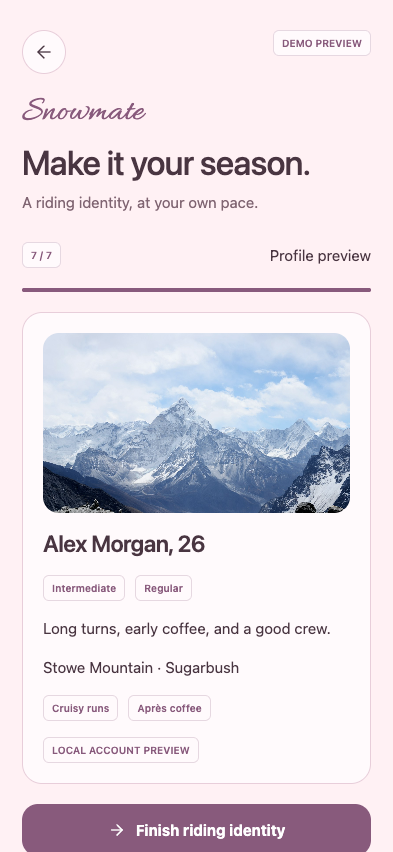 DEMO PREVIEW
Snowmate
Make it your season.
A riding identity, at your own pace.
7 / 7
Profile preview
Alex Morgan, 26
Intermediate
Regular
Long turns, early coffee, and a good crew.
Stowe Mountain · Sugarbush
Cruisy runs
Après coffee
LOCAL ACCOUNT PREVIEW
Finish riding identity